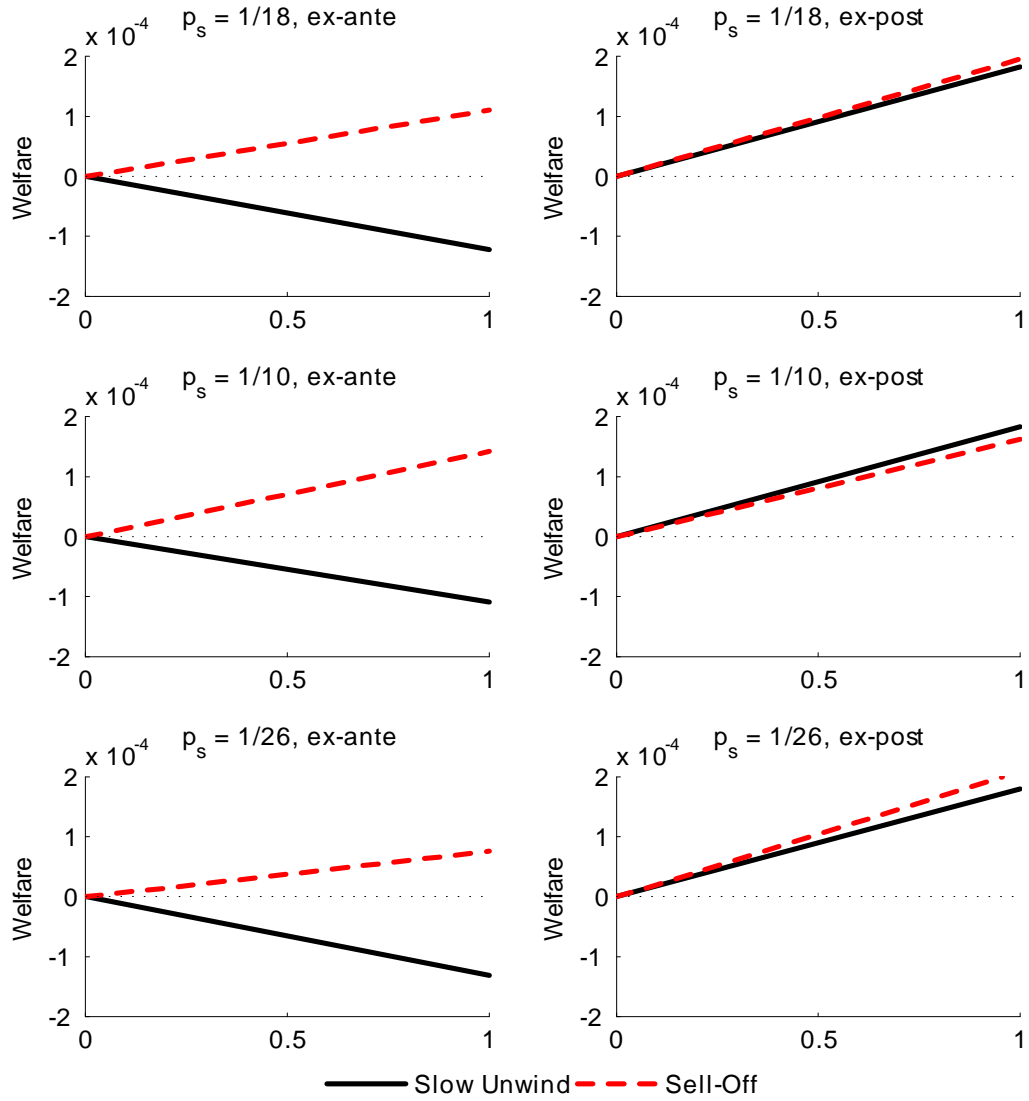 p_s = 1/18, ex-ante
x 10^-4
2
1
0
-1
-2
Welfare
0 0.5 1
p_s = 1/18, ex-post
x 10^-4
2
1
0
-1
-2
Welfare
0 0.5 1
p_s = 1/10, ex-ante
x 10^-4
2
1
0
-1
-2
Welfare
0 0.5 1
p_s = 1/10, ex-post
x 10^-4
2
1
0
-1
-2
Welfare
0 0.5 1
p_s = 1/26, ex-ante
x 10^-4
2
1
0
-1
-2
Welfare
0 0.5 1
p_s = 1/26, ex-post
x 10^-4
2
1
0
-1
-2
Welfare
0 0.5 1
Slow Unwind Sell-Off